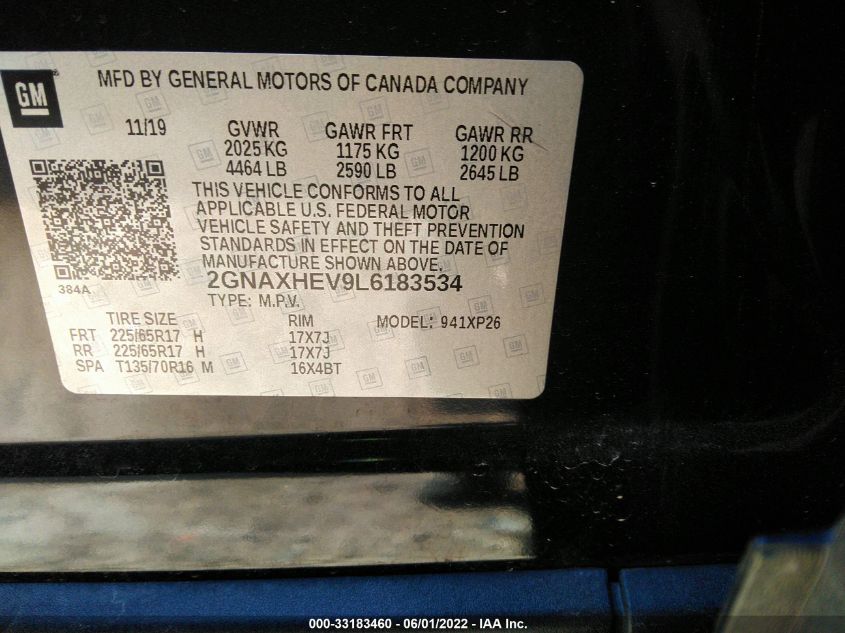 GM
MFD BY GENERAL MOTORS OF CANADA COMPANY
11/19 GVWR GAWR FRT GAWR RR
2025 KG 1175 KG 1200 KG
4464 LB 2590 LB 2645 LB
THIS VEHICLE CONFORMS TO ALL
APPLICABLE U.S. FEDERAL MOTOR
VEHICLE SAFETY AND THEFT PREVENTION
STANDARDS IN EFFECT ON THE DATE OF
MANUFACTURE SHOWN ABOVE.
384A
2GNAXHEV9L6183534
TYPE: M.P.V.
TIRE SIZE RIM MODEL: 941XP26
FRT 225/65R17 H 17X7J
RR 225/65R17 H 17X7J
SPA T135/70R16 M 16X4BT
000-33183460 - 06/01/2022 - IAA Inc.